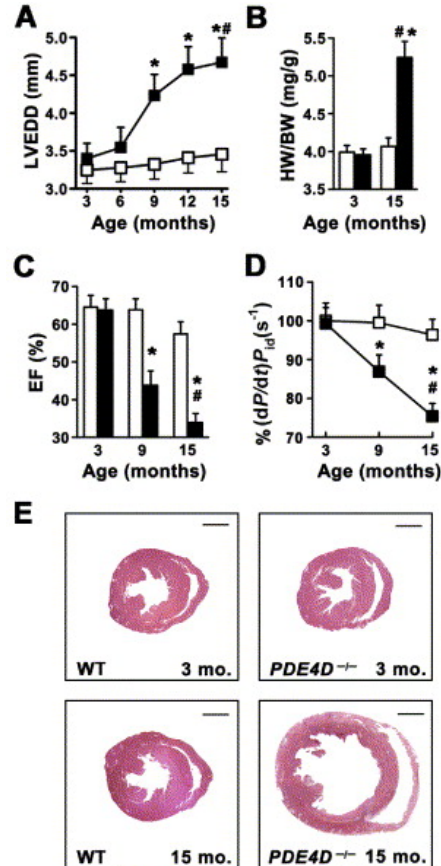 A
LVEDD (mm)
5.0
4.5
4.0
3.5
3.0
*
*
*#
3 6 9 12 15
Age (months)
B
HW/BW (mg/g)
5.5
5.0
4.5
4.0
3.5
# *
3 15
Age (months)
C
EF (%)
70
60
50
40
30
*
*
#
3 9 15
Age (months)
D
% (dP/dt)Pid(s-1)
110
100
90
80
70
*
*
#
3 9 15
Age (months)
E
WT 3 mo.
PDE4D −/− 3 mo.
WT 15 mo.
PDE4D −/− 15 mo.